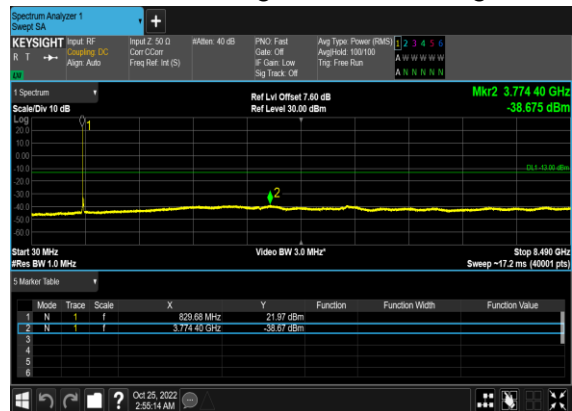 Spectrum Analyzer 1
Swept SA
+
KEYSIGHT Input: RF Input Z: 50 Ω #Atten: 40 dB PNO: Fast Avg Type: Power (RMS) 1 2 3 4 5 6
R T Coupling: DC Corr CCorr Gate: Off Avg|Hold: 100/100 A W W W W W
Align: Auto Freq Ref: Int (S) IF Gain: Low Trig: Free Run
Sig Track: Off A N N N N N
1 Spectrum
Scale/Div 10 dB
Ref Lvl Offset 7.60 dB
Ref Level 30.00 dBm
Mkr2 3.774 40 GHz
-38.675 dBm
Log
1
20.0
10.0
0.00
-10.0
DL1 -13.00 dBm
-20.0
-30.0
2
-40.0
-50.0
-60.0
Start 30 MHz Video BW 3.0 MHz* Stop 8.490 GHz
#Res BW 1.0 MHz Sweep ~17.2 ms (40001 pts)
5 Marker Table
Mode Trace Scale X Y Function Function Width Function Value
1 N 1 f 829.68 MHz 21.97 dBm
2 N 1 f 3.774 40 GHz -38.67 dBm
3
4
5
6
? Oct 25, 2022
2:55:14 AM